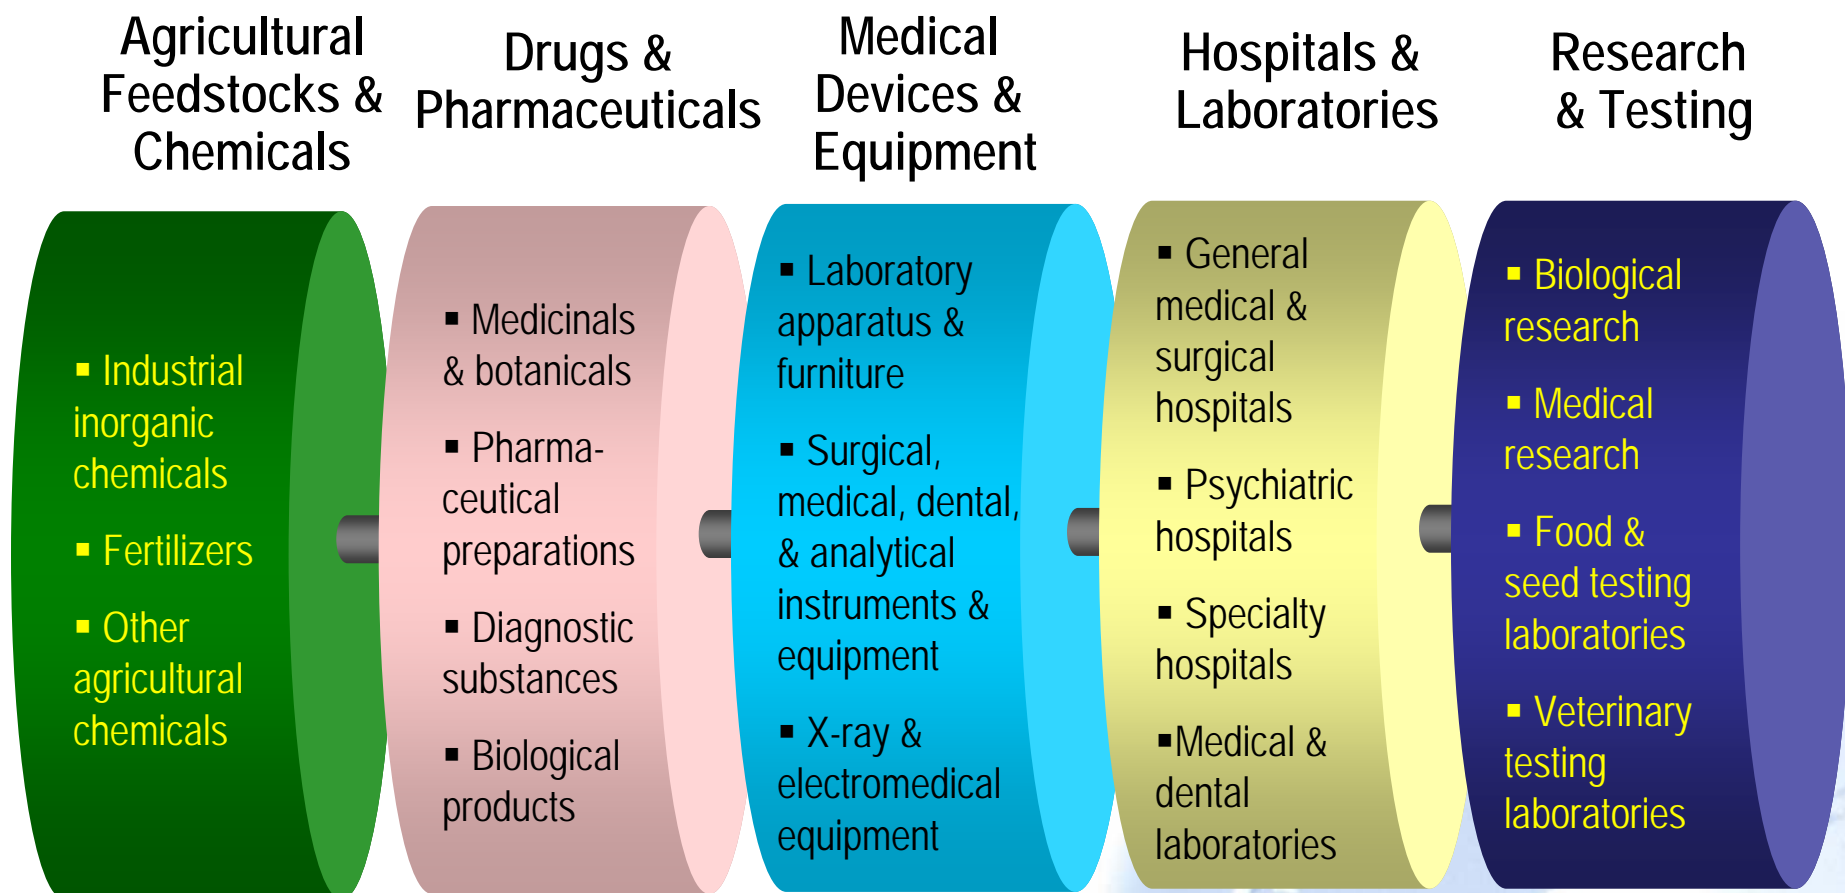 Agricultural
Feedstocks &
Chemicals
Drugs &
Pharmaceuticals
Medical
Devices &
Equipment
Hospitals &
Laboratories
Research
& Testing
▪ Industrial
inorganic
chemicals
▪ Fertilizers
▪ Other
agricultural
chemicals
▪ Medicinals
& botanicals
▪ Pharma-
ceutical
preparations
▪ Diagnostic
substances
▪ Biological
products
▪ Laboratory
apparatus &
furniture
▪ Surgical,
medical, dental,
& analytical
instruments &
equipment
▪ X-ray &
electromedical
equipment
▪ General
medical &
surgical
hospitals
▪ Psychiatric
hospitals
▪ Specialty
hospitals
▪Medical &
dental
laboratories
▪ Biological
research
▪ Medical
research
▪ Food &
seed testing
laboratories
▪ Veterinary
testing
laboratories